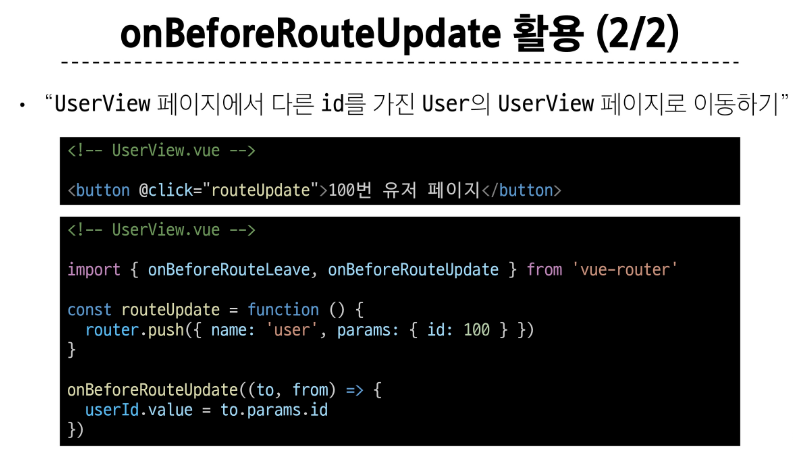 onBeforeRouteUpdate 활용 (2/2)
• “UserView 페이지에서 다른 id를 가진 User의 UserView 페이지로 이동하기”
<!-- UserView.vue -->
<button @click="routeUpdate">100번 유저 페이지</button>
<!-- UserView.vue -->
import { onBeforeRouteLeave, onBeforeRouteUpdate } from 'vue-router'
const routeUpdate = function () {
  router.push({ name: 'user', params: { id: 100 } })
}
onBeforeRouteUpdate((to, from) => {
  userId.value = to.params.id
})